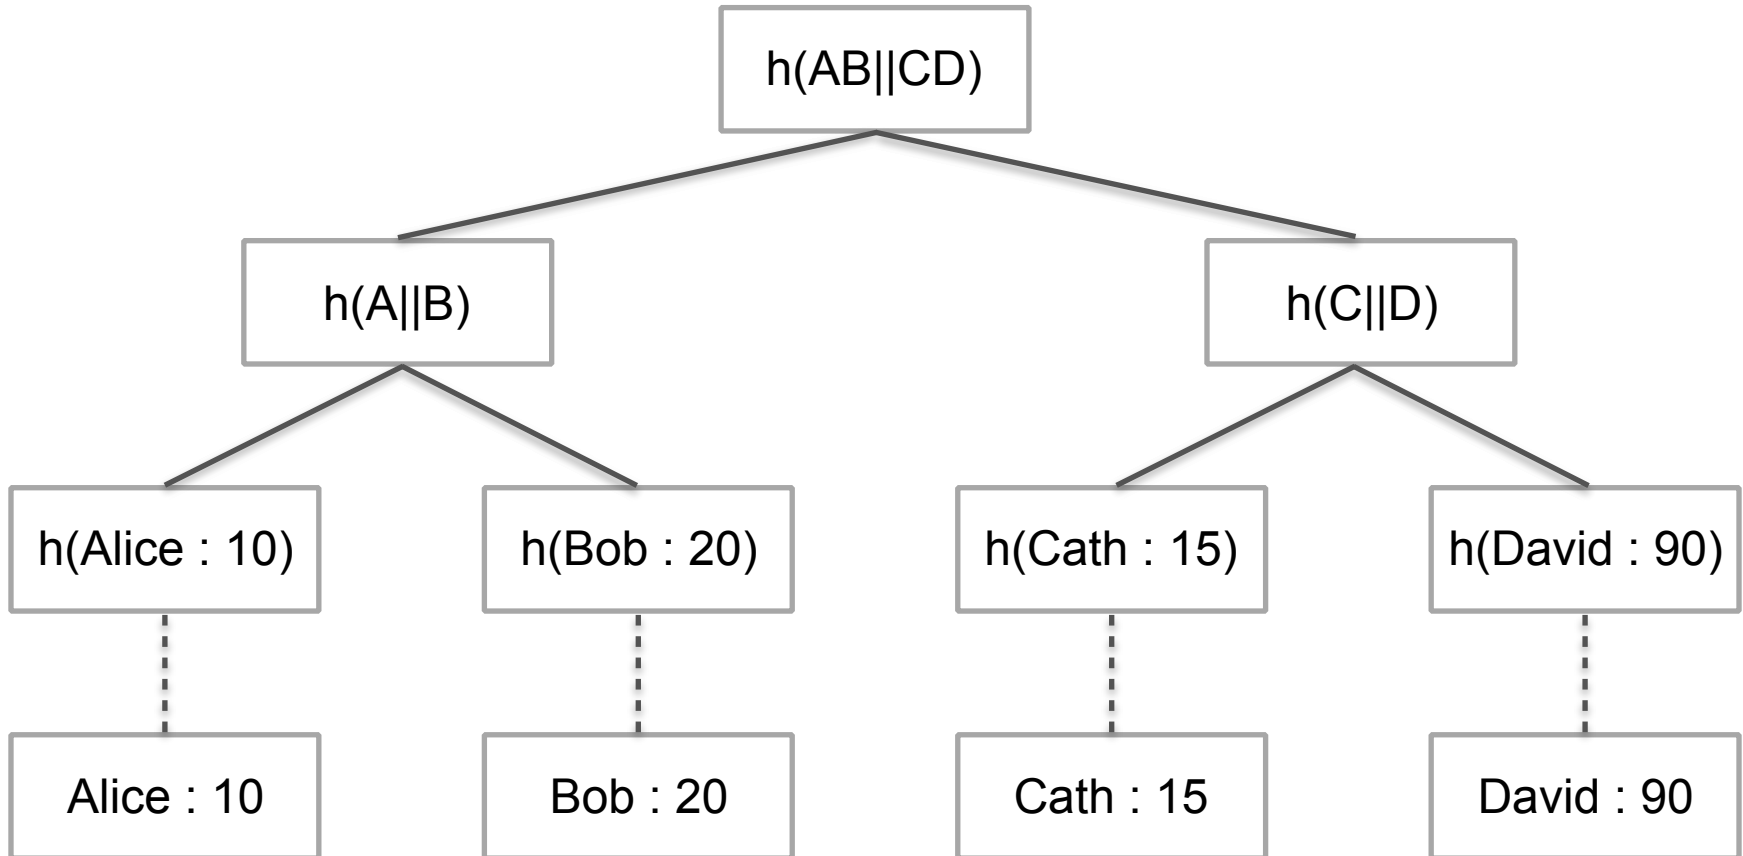 h(AB||CD)
h(A||B)
h(C||D)
h(Alice : 10)
h(Bob : 20)
h(Cath : 15)
h(David : 90)
Alice : 10
Bob : 20
Cath : 15
David : 90